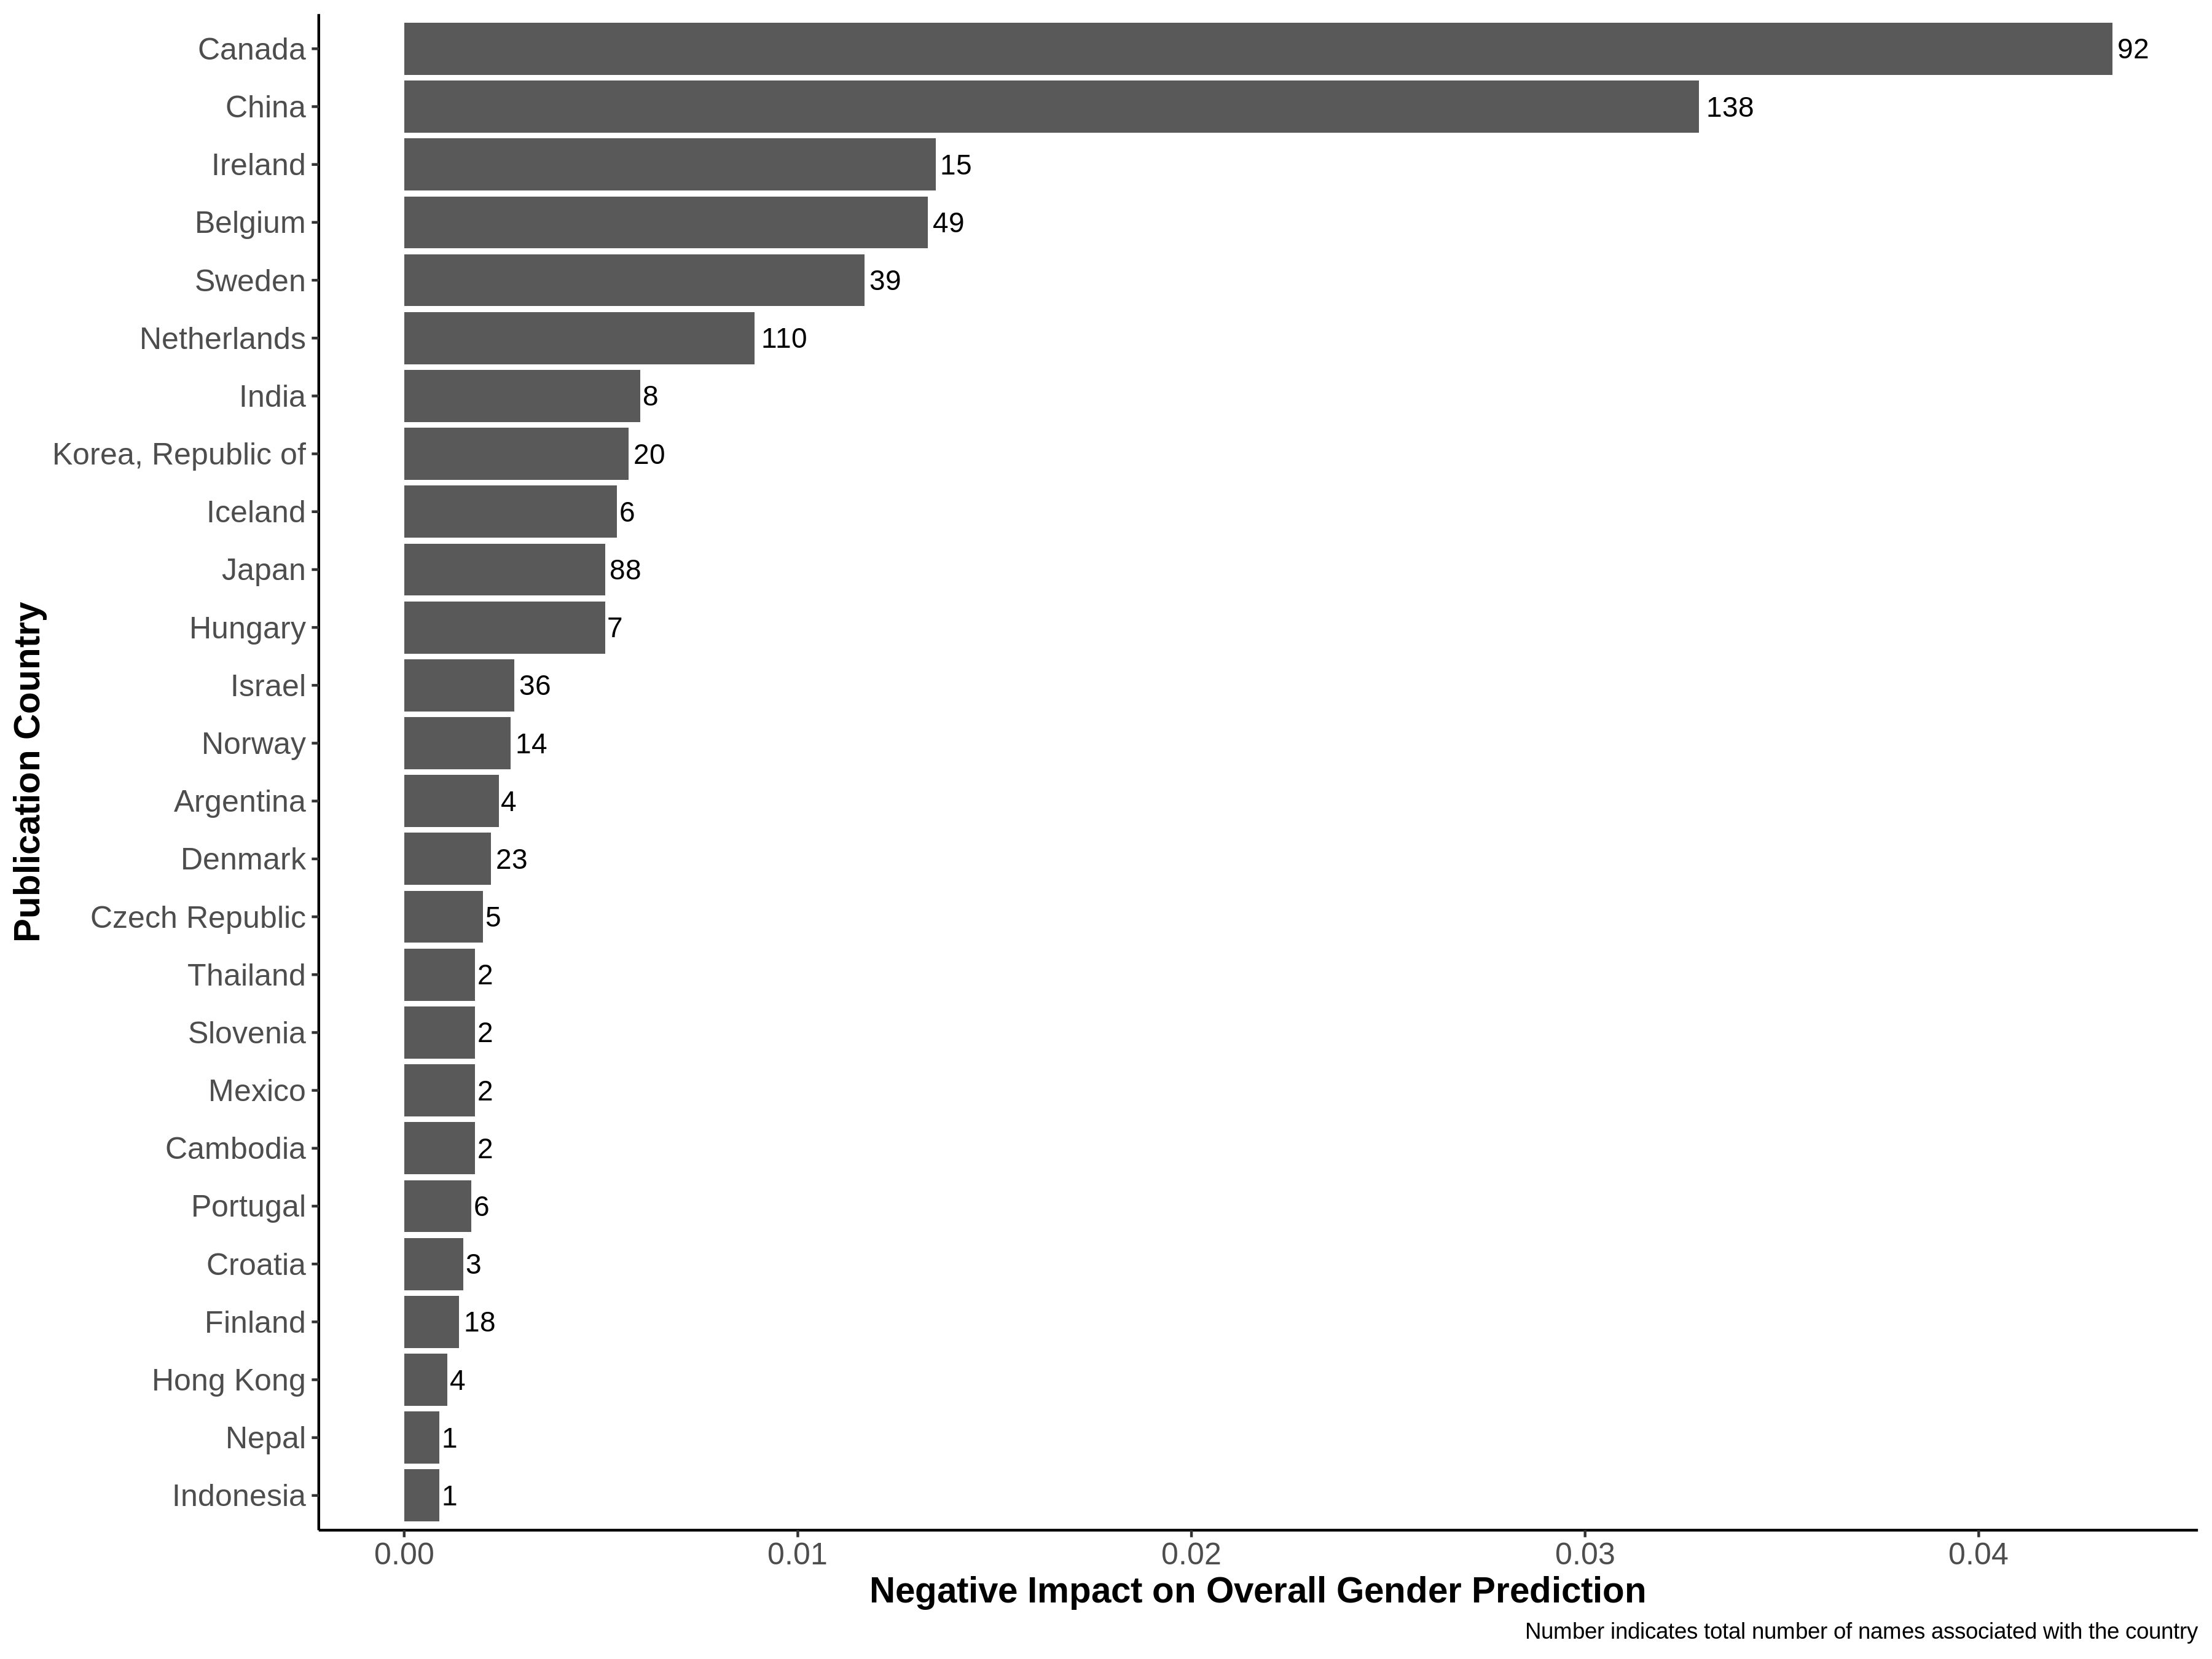 Publication Country
Canada 92
China 138
Ireland 15
Belgium 49
Sweden 39
Netherlands 110
India 8
Korea, Republic of 20
Iceland 6
Japan 88
Hungary 7
Israel 36
Norway 14
Argentina 4
Denmark 23
Czech Republic 5
Thailand 2
Slovenia 2
Mexico 2
Cambodia 2
Portugal 6
Croatia 3
Finland 18
Hong Kong 4
Nepal 1
Indonesia 1
0.00 0.01 0.02 0.03 0.04
Negative Impact on Overall Gender Prediction
Number indicates total number of names associated with the country